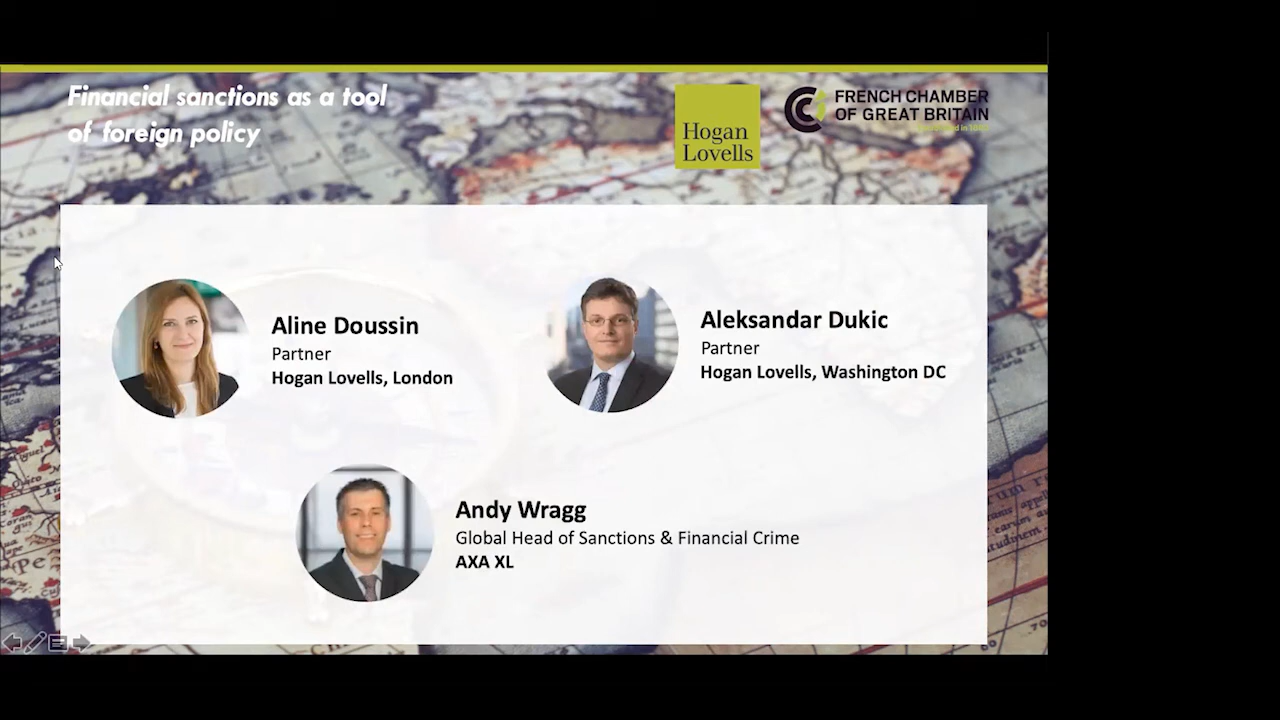 Financial sanctions as a tool
of foreign policy
Hogan
Lovells
FRENCH CHAMBER
OF GREAT BRITAIN
Aline Doussin
Partner
Hogan Lovells, London
Aleksandar Dukic
Partner
Hogan Lovells, Washington DC
Andy Wragg
Global Head of Sanctions & Financial Crime
AXA XL